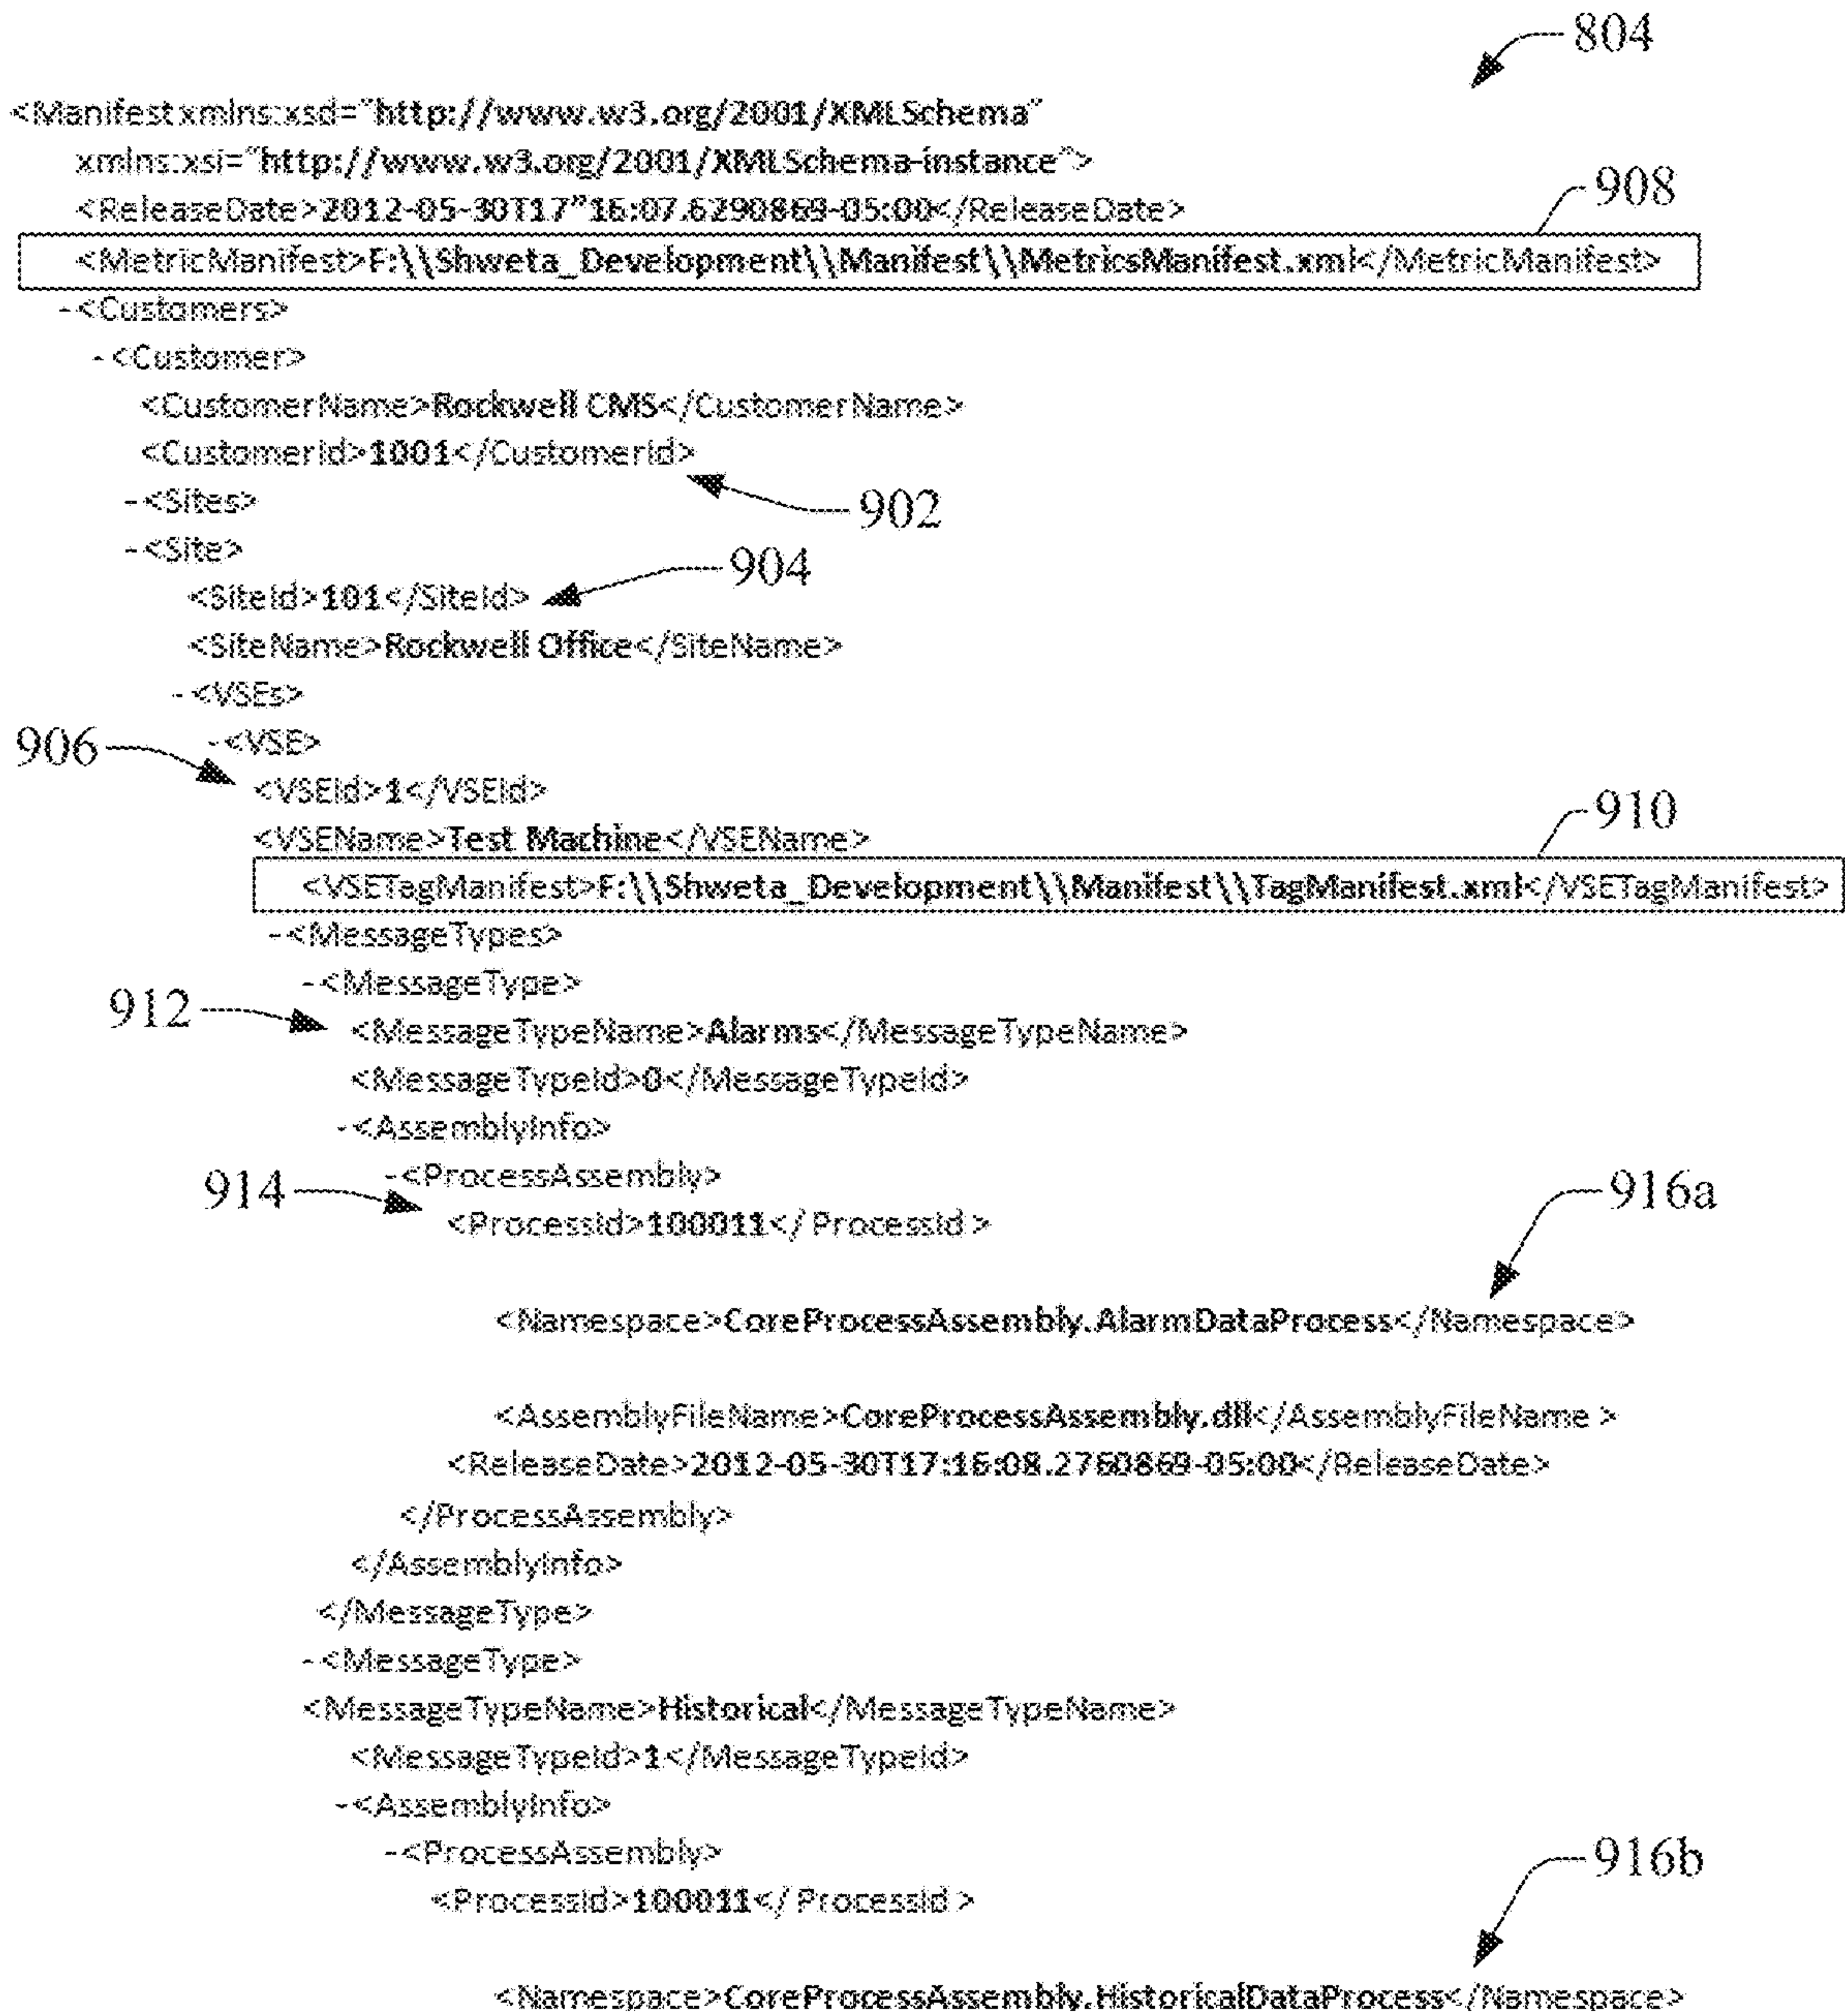 804
<Manifest xmlns:xsd="http://www.w3.org/2001/XMLSchema"
xmlns:xsi="http://www.w3.org/2001/XMLSchema-instance">
908
<ReleaseDate>2012-05-30T17"16:07.6290869-05:00</ReleaseDate>
<MetricManifest>F:\\Shweta_Development\\Manifest\\MetricsManifest.xml</MetricManifest>
-<Customers>
-<Customer>
<CustomerName>Rockwell CMS</CustomerName>
<CustomerId>1001</CustomerId>
-<Sites>
902
-<Site>
904
<SiteId>101</SiteId>
<SiteName>Rockwell Office</SiteName>
-<VSEs>
906
-<VSE>
<VSEId>1</VSEId>
910
<VSEName>Test Machine</VSEName>
<VSETagManifest>F:\\Shweta_Development\\Manifest\\TagManifest.xml</VSETagManifest>
-<MessageTypes>
-<MessageType>
912
<MessageTypeName>Alarms</MessageTypeName>
<MessageTypeId>0</MessageTypeId>
-<AssemblyInfo>
-<ProcessAssembly>
914
916a
<ProcessId>100011</ ProcessId >
<Namespace>CoreProcessAssembly.AlarmDataProcess</Namespace>
<AssemblyFileName>CoreProcessAssembly.dll</AssemblyFileName >
<ReleaseDate>2012-05-30T17:16:08.2760869-05:00</ReleaseDate>
</ProcessAssembly>
</AssemblyInfo>
</MessageType>
-<MessageType>
<MessageTypeName>Historical</MessageTypeName>
<MessageTypeId>1</MessageTypeId>
-<AssemblyInfo>
-<ProcessAssembly>
916b
<ProcessId>100011</ ProcessId >
<Namespace>CoreProcessAssembly.HistoricalDataProcess</Namespace>